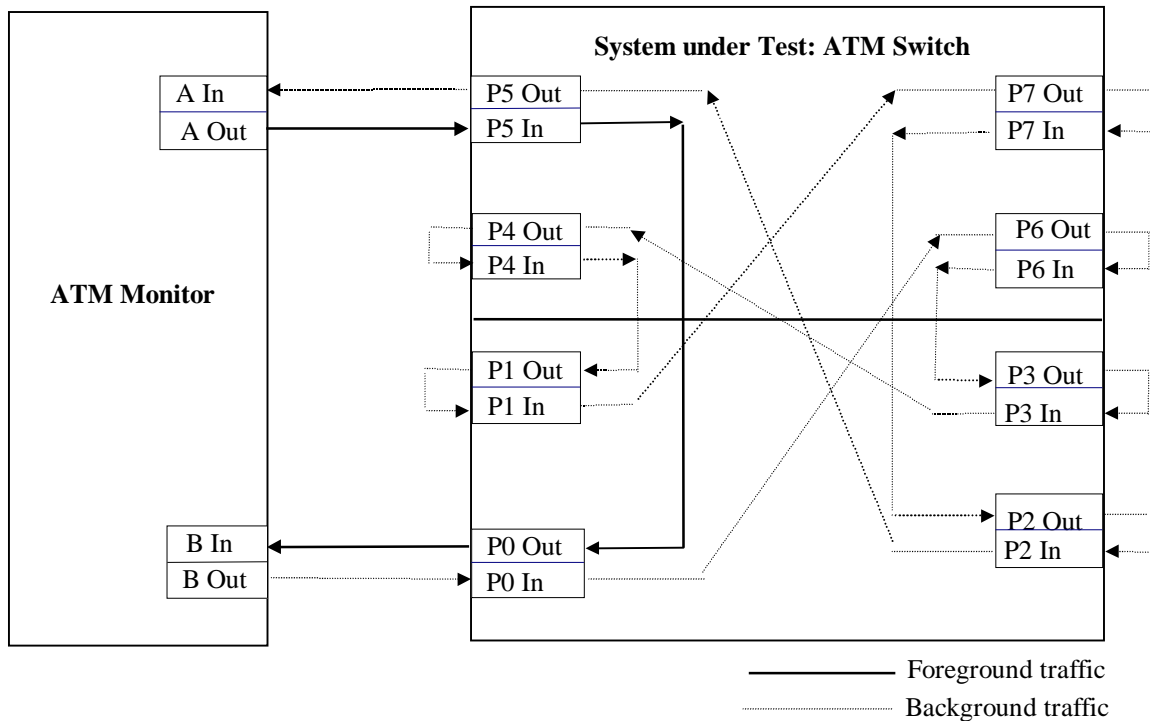 System under Test: ATM Switch
A In
A Out
P5 Out
P5 In
P7 Out
P7 In
P4 Out
P4 In
P6 Out
P6 In
ATM Monitor
P1 Out
P1 In
P3 Out
P3 In
B In
B Out
P0 Out
P0 In
P2 Out
P2 In
Foreground traffic
Background traffic